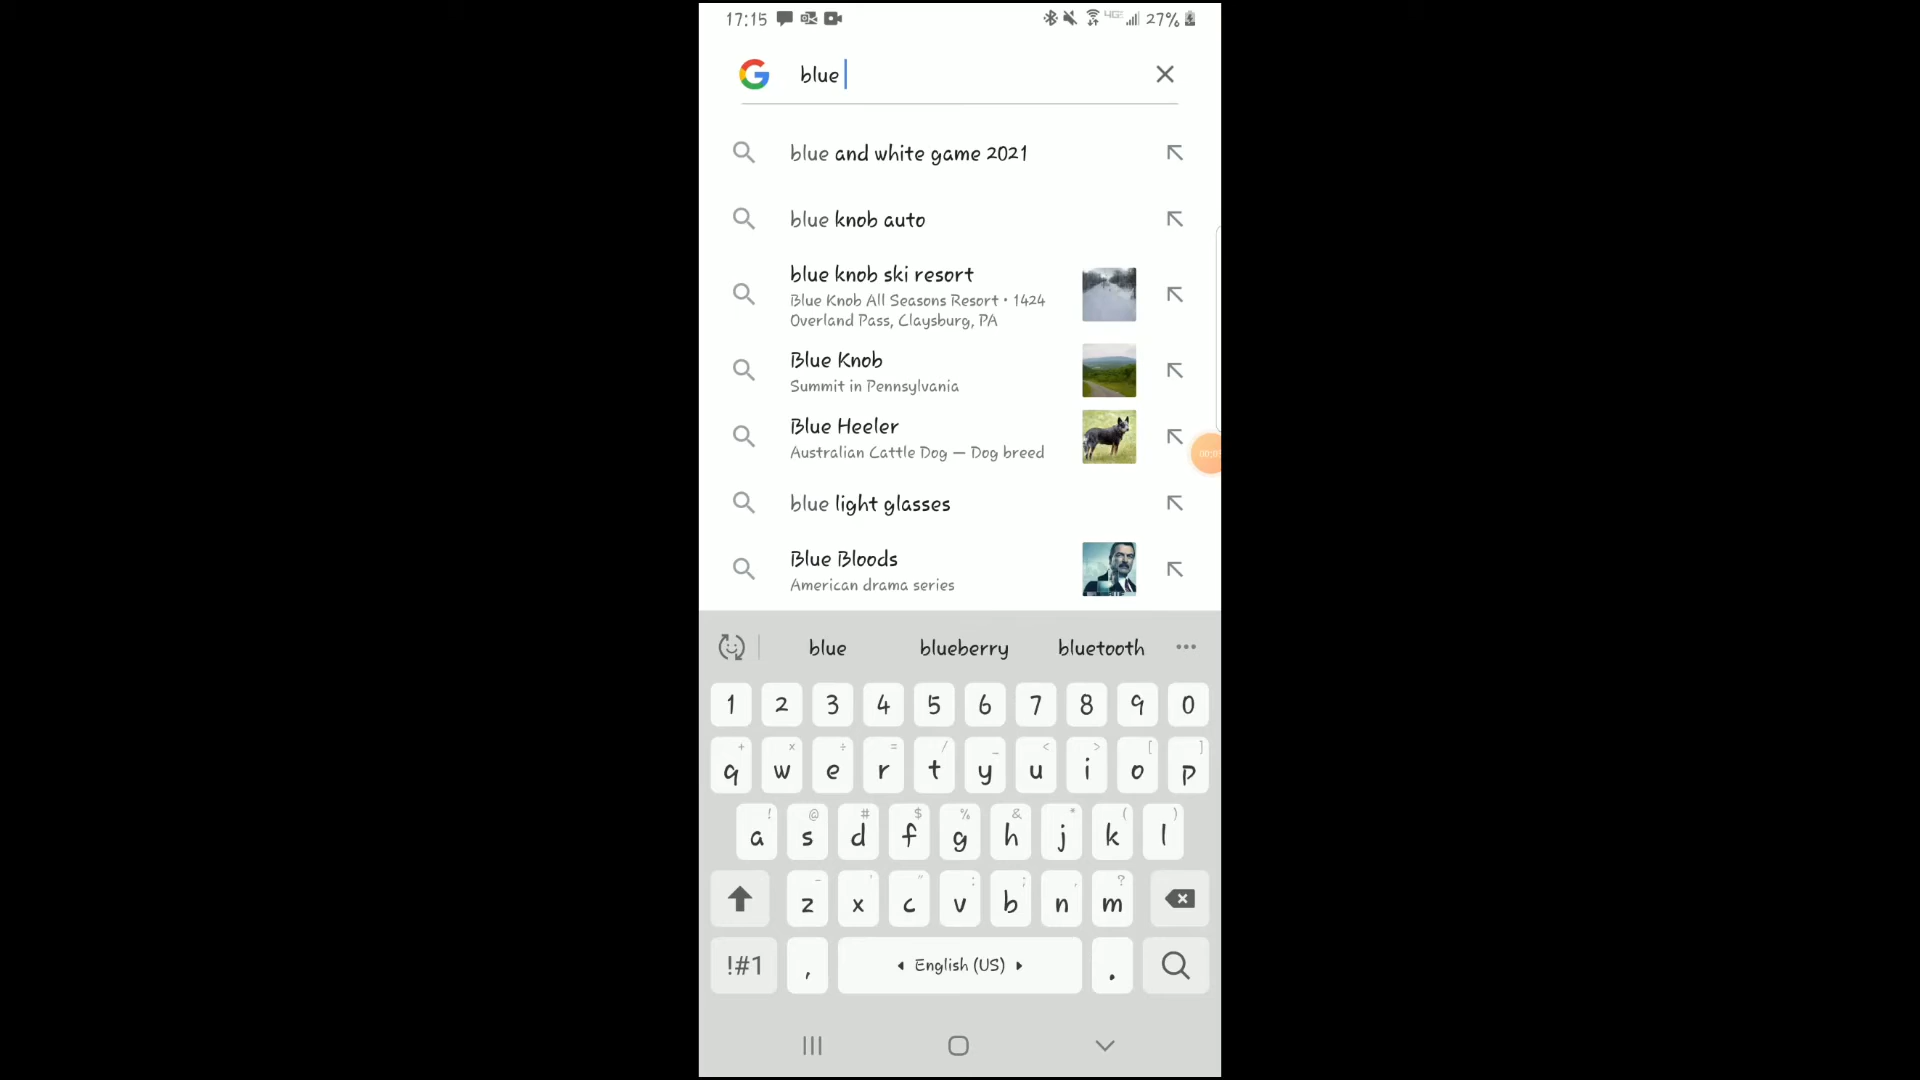 17:15 4GE 27%
blue
blue and white game 2021
blue knob auto
blue knob ski resort
Blue Knob All Seasons Resort • 1424
Overland Pass, Claysburg, PA
Blue Knob
Summit in Pennsylvania
Blue Heeler
Australian Cattle Dog — Dog breed
blue light glasses
Blue Bloods
American drama series
blue blueberry bluetooth ...
1 2 3 4 5 6 7 8 9 0
+ × ÷ = / _ < > [ ]
q w e r t y u i o p
! @ # $ % & * ( )
a s d f g h j k l
- ' " : ; , ?
z x c v b n m
!#1 , English (US) .